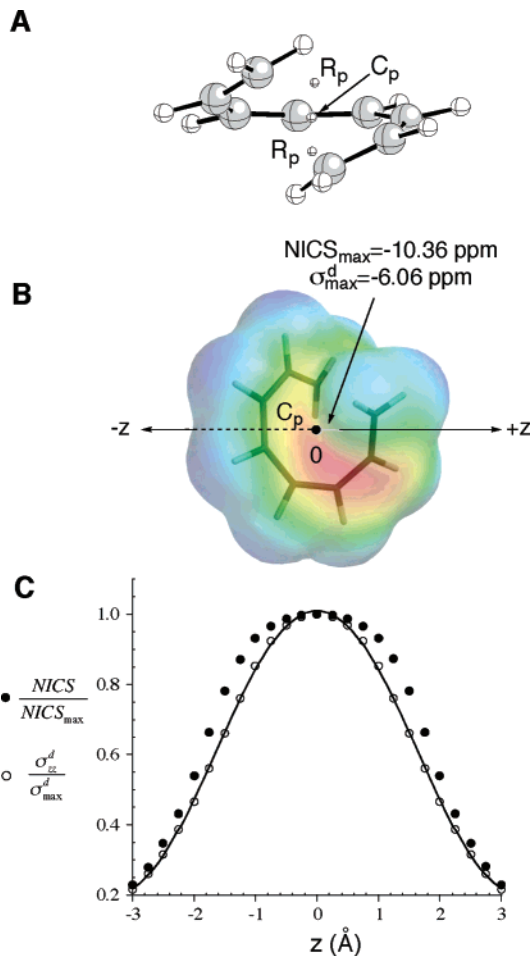 A
R_p C_p
R_p
NICS_max=-10.36 ppm
σ^d_max=-6.06 ppm
B
C_p
-z +z
0
C
● NICS / NICS_max
○ σ^d_zz / σ^d_max
1.0
0.8
0.6
0.4
0.2
-3 -2 -1 0 1 2 3
z (Å)